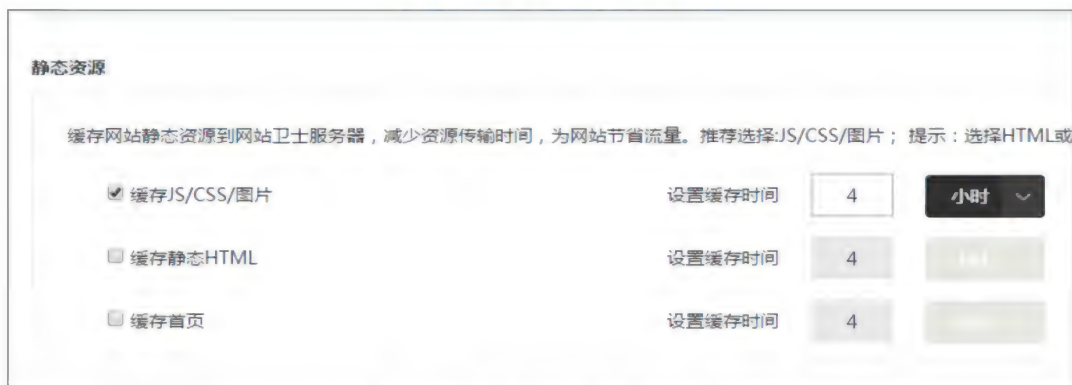 静态资源
缓存网站静态资源到网站卫士服务器，减少资源传输时间，为网站节省流量。推荐选择:JS/CSS/图片； 提示：选择HTML或
缓存JS/CSS/图片 设置缓存时间 4 小时
缓存静态HTML 设置缓存时间 4
缓存首页 设置缓存时间 4